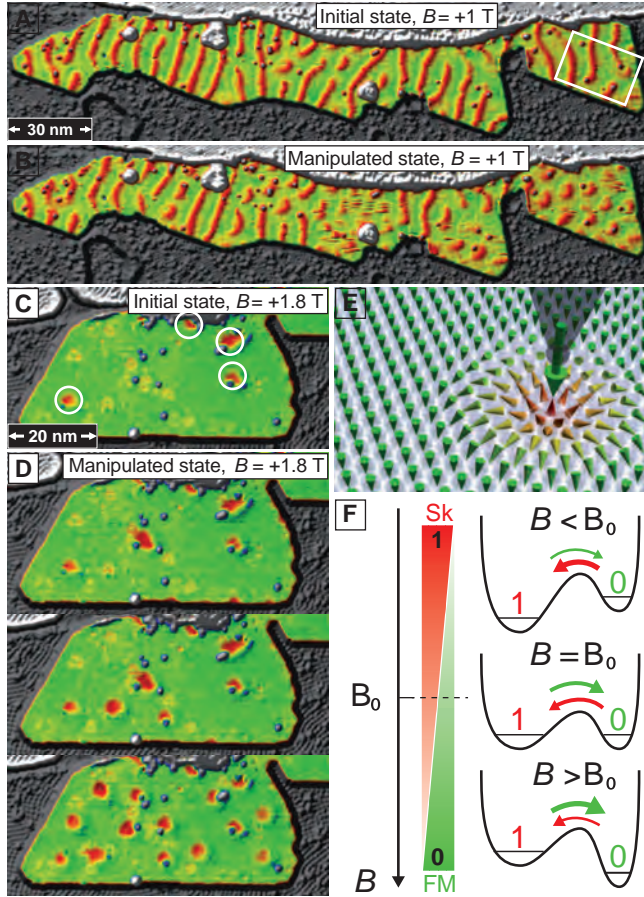 A
Initial state, B = +1 T
30 nm
B
Manipulated state, B = +1 T
C
Initial state, B = +1.8 T
20 nm
D
Manipulated state, B = +1.8 T
E
F
Sk
1
B₀
0
FM
B
B < B₀
1
0
B = B₀
1
0
B > B₀
1
0